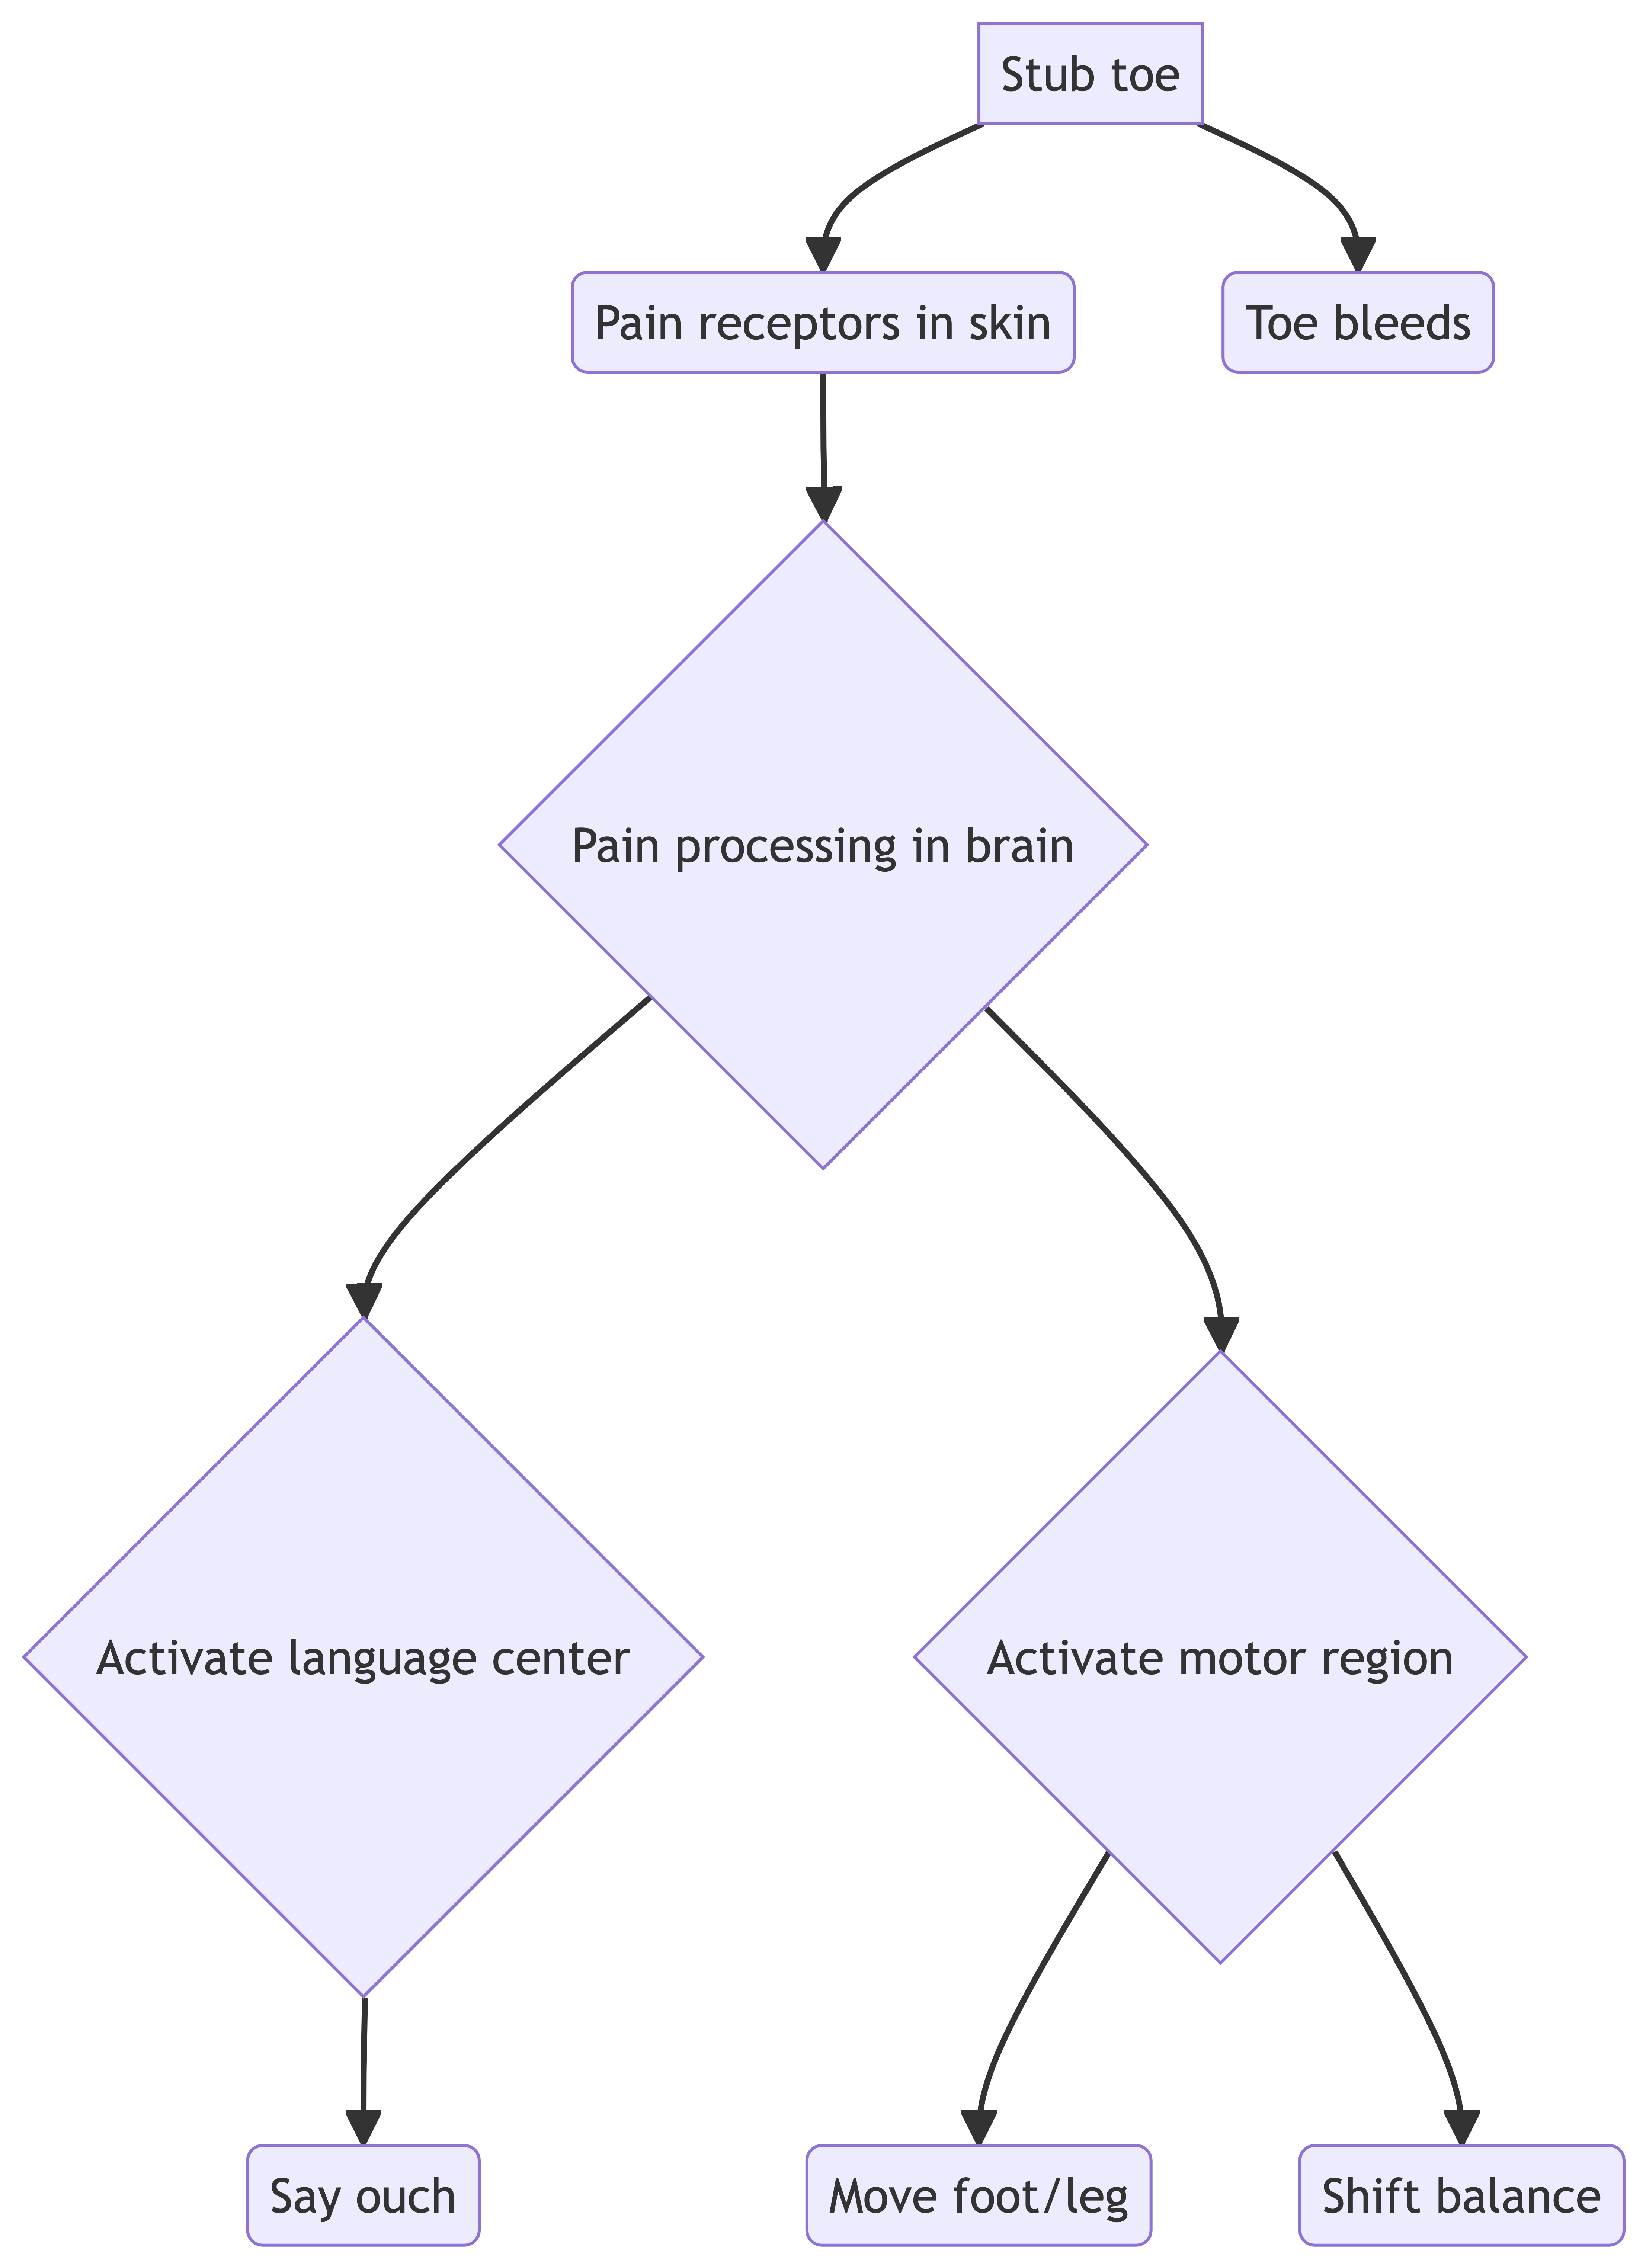 Stub toe
Pain receptors in skin
Toe bleeds
Pain processing in brain
Activate language center
Activate motor region
Say ouch
Move foot/leg
Shift balance